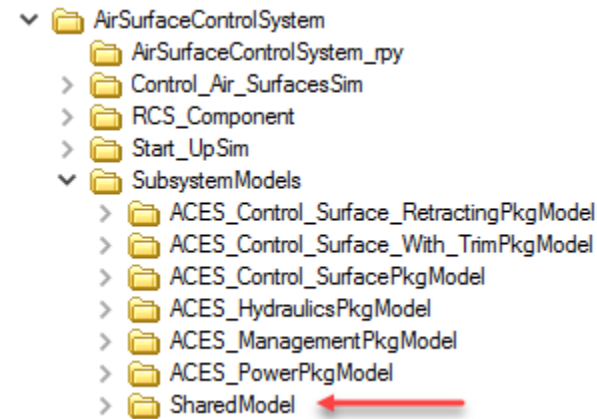 AirSurfaceControlSystem
AirSurfaceControlSystem_rpy
Control_Air_SurfacesSim
RCS_Component
Start_UpSim
SubsystemModels
ACES_Control_Surface_RetractingPkgModel
ACES_Control_Surface_With_TrimPkgModel
ACES_Control_SurfacePkgModel
ACES_HydraulicsPkgModel
ACES_ManagementPkgModel
ACES_PowerPkgModel
SharedModel